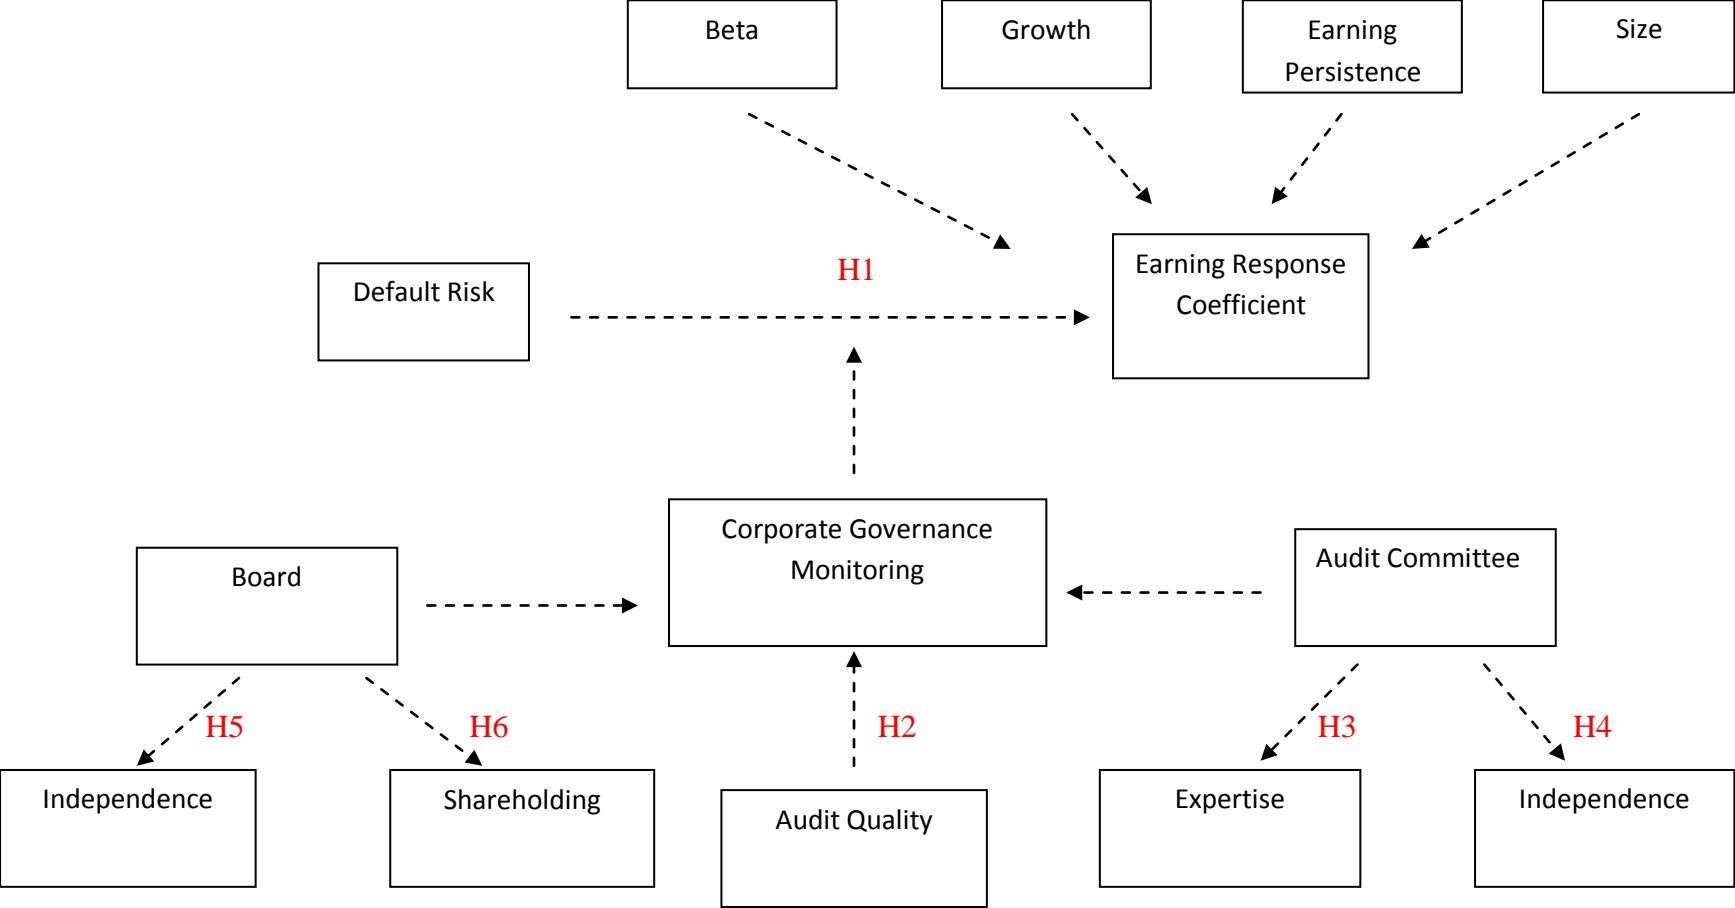 Beta
Growth
Earning
Persistence
Size
H1
Default Risk
Earning Response
Coefficient
Corporate Governance
Monitoring
Board
Audit Committee
H5
H6
H2
H3
H4
Independence
Shareholding
Audit Quality
Expertise
Independence